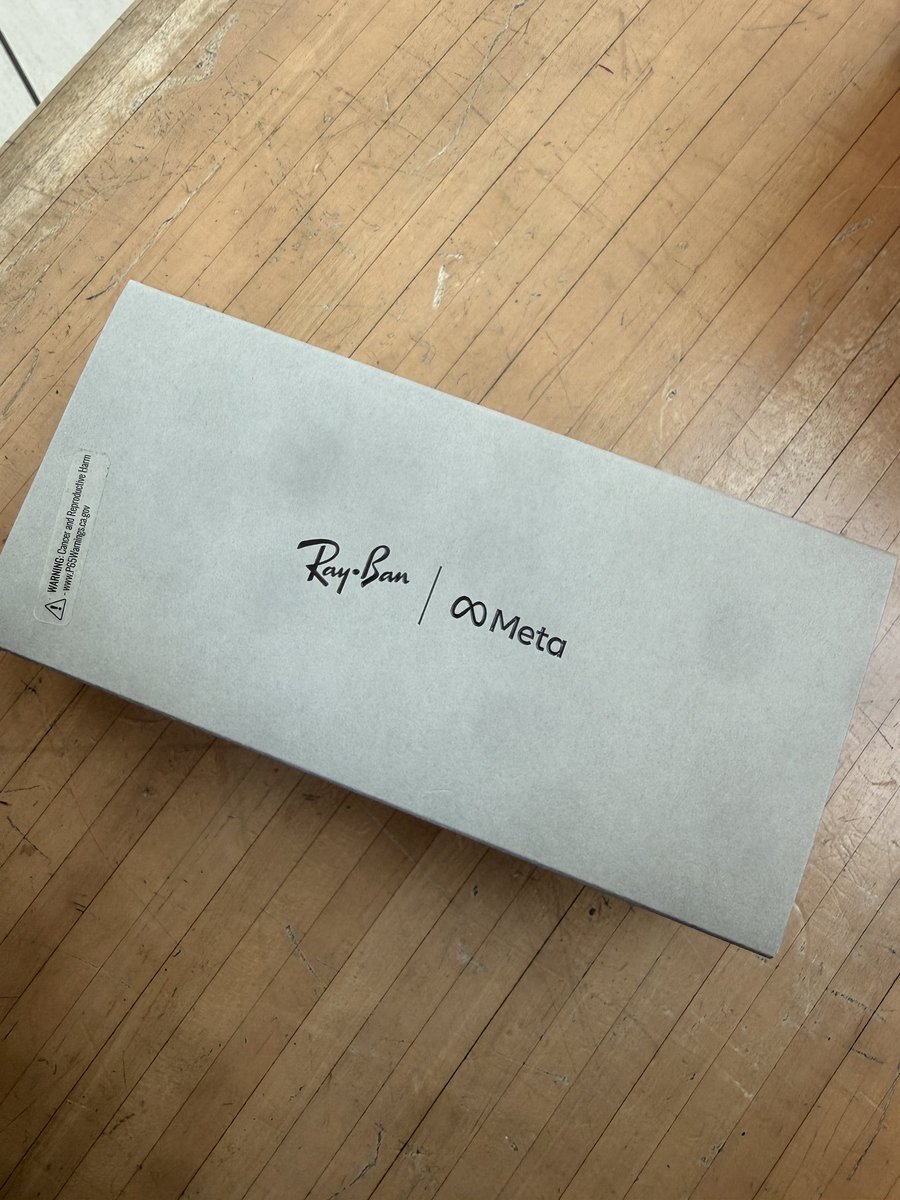 WARNING: Cancer and Reproductive Harm
- www.P65Warnings.ca.gov
Ray-Ban
Meta